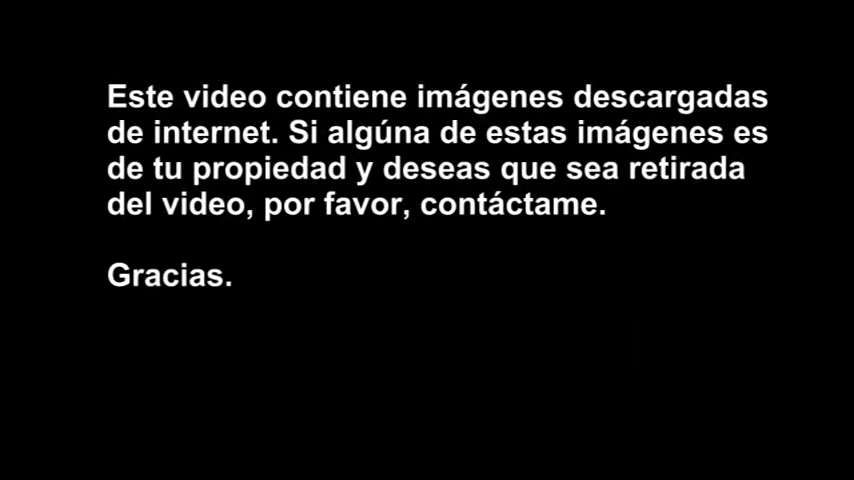 Este video contiene imágenes descargadas
de internet. Si algúna de estas imágenes es
de tu propiedad y deseas que sea retirada
del video, por favor, contáctame.
Gracias.